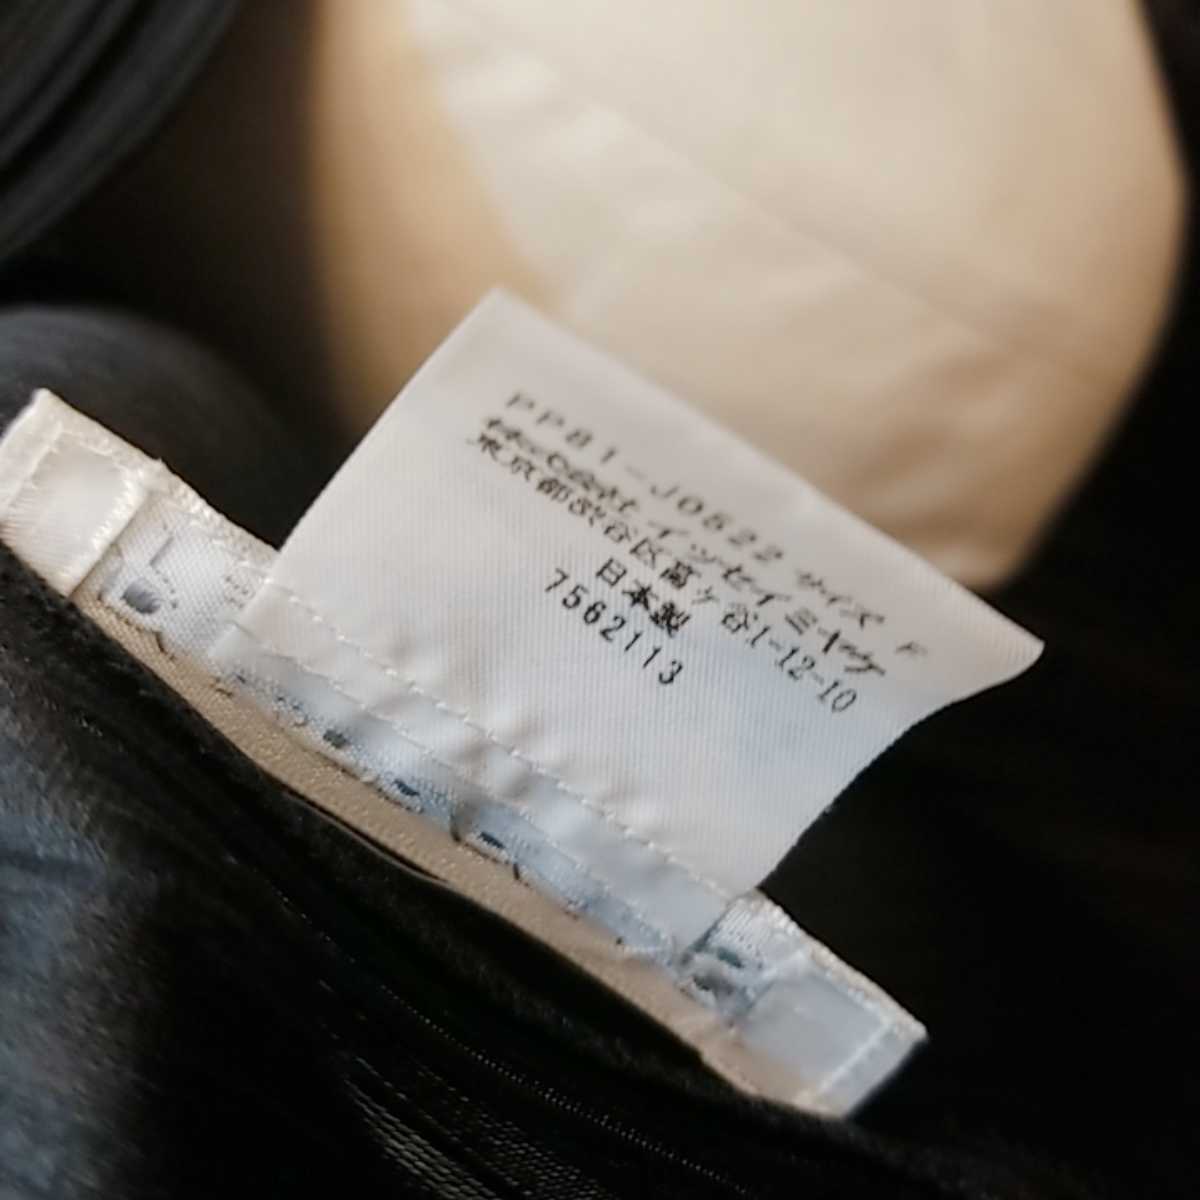 PP81-J0522 サイズ F
株式会社 イッセイミヤケ
東京都渋谷区富ヶ谷1-12-10
日本製
7562113